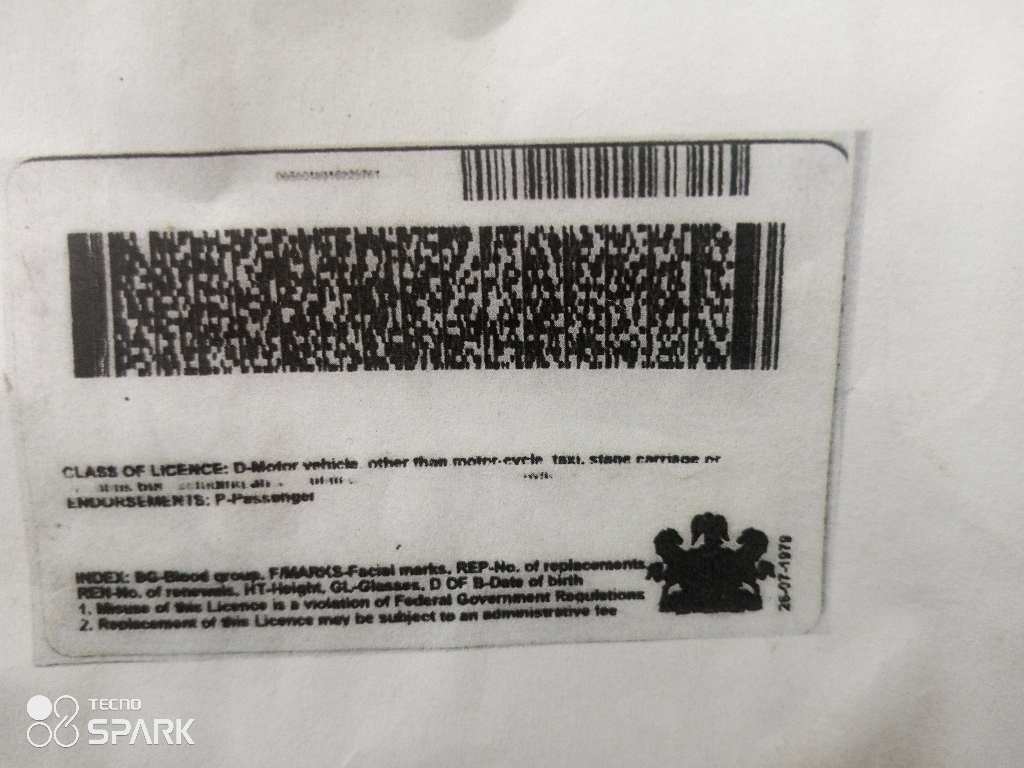 CLASS OF LICENCE: D-Motor vehicle, other than motor-cycle, taxi, stage carriage or
ENDORSEMENTS: P-Passenger
INDEX: BG-Blood group, F/MARKS-Facial marks, REP-No. of replacements,
REN-No. of renewals, HT-Height, GL-Glasses, D OF B-Date of birth
1. Misuse of this Licence is a violation of Federal Government Regulations
2. Replacement of this Licence may be subject to an administrative fee
26-07-1979
TECNO
SPARK